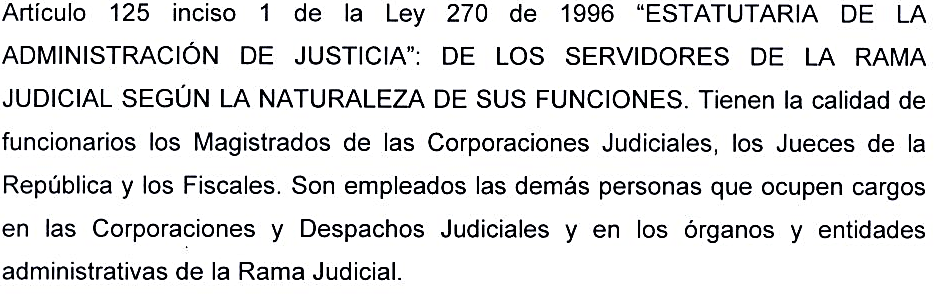 Artículo 125 inciso 1 de la Ley 270 de 1996 “ESTATUTARIA DE LA
ADMINISTRACIÓN DE JUSTICIA”: DE LOS SERVIDORES DE LA RAMA
JUDICIAL SEGÚN LA NATURALEZA DE SUS FUNCIONES. Tienen la calidad de
funcionarios los Magistrados de las Corporaciones Judiciales, los Jueces de la
República y los Fiscales. Son empleados las demás personas que ocupen cargos
en las Corporaciones y Despachos Judiciales y en los órganos y entidades
administrativas de la Rama Judicial.